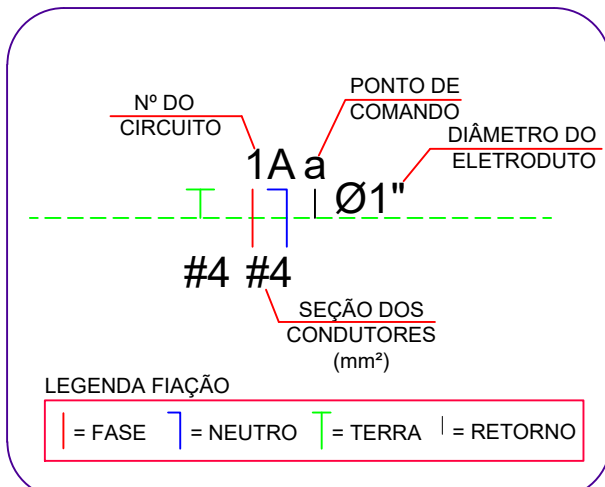 Nº DO
CIRCUITO
PONTO DE
COMANDO
DIÂMETRO DO
ELETRODUTO
1A a
Ø1"
#4 #4
SEÇÃO DOS
CONDUTORES
(mm²)
LEGENDA FIAÇÃO
= FASE = NEUTRO = TERRA = RETORNO